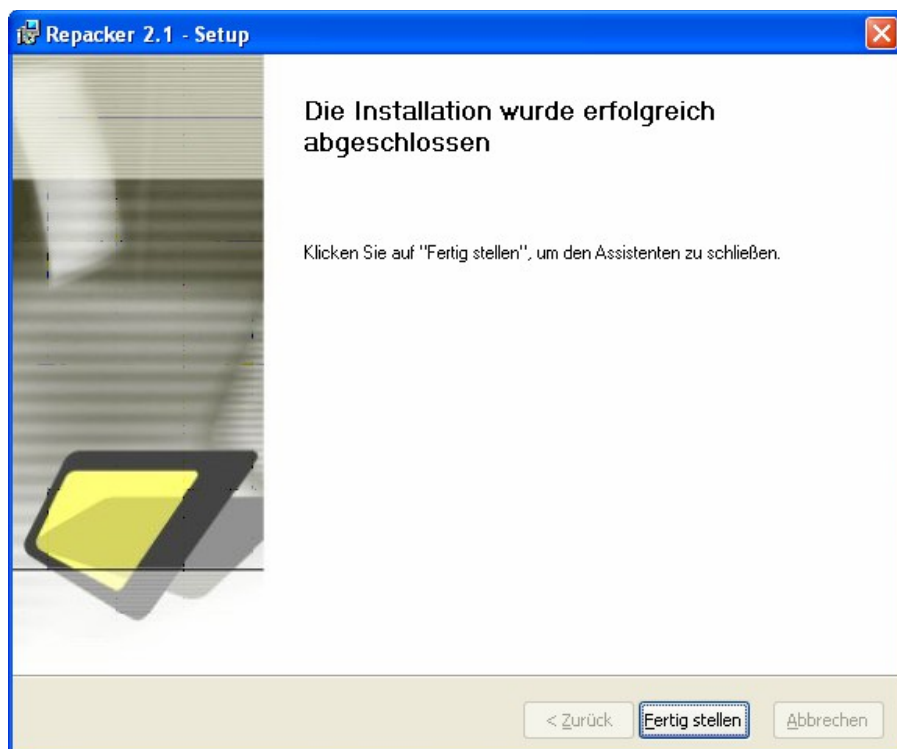 Repacker 2.1 - Setup
Die Installation wurde erfolgreich
abgeschlossen
Klicken Sie auf "Fertig stellen", um den Assistenten zu schließen.
< Zurück
Fertig stellen
Abbrechen